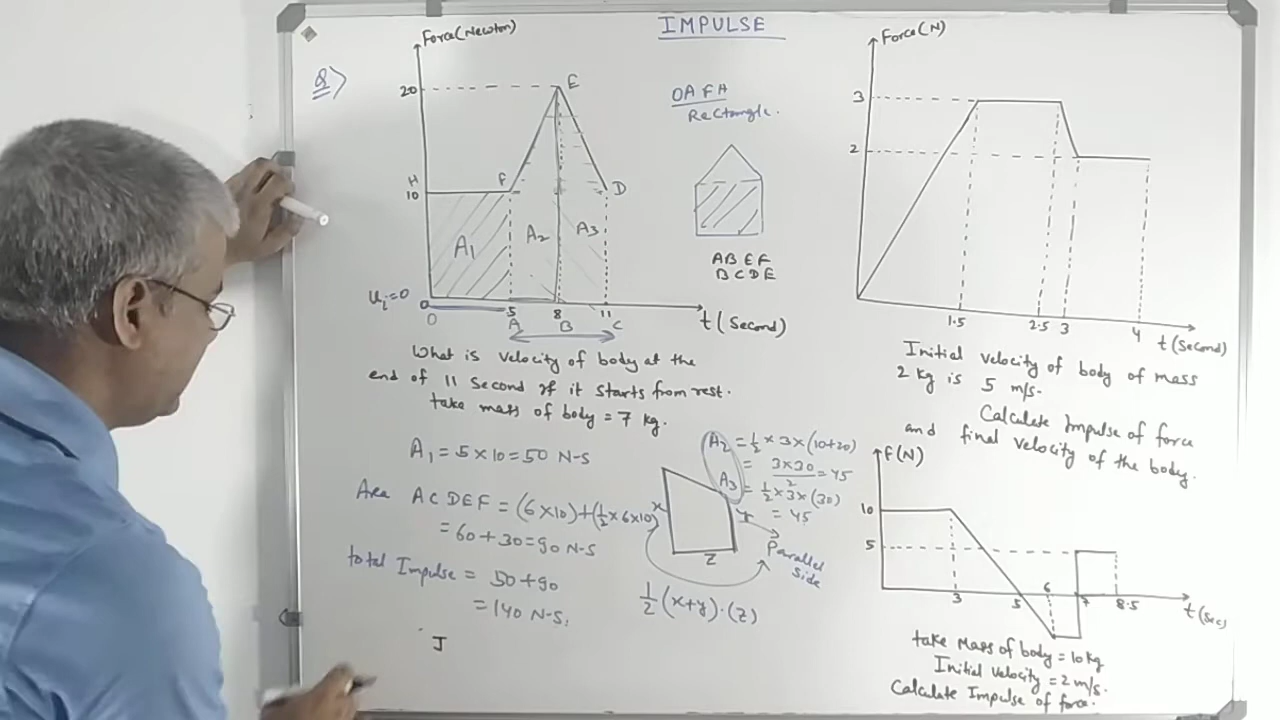 IMPULSE
Q>
Force(Newton)
20
E
H
10
F
D
A1
A2
A3
ui=0
0
5
8
11
O
A
B
C
t (Second)
What is velocity of body at the
end of 11 Second if it starts from rest.
take mass of body = 7 kg.
A1 = 5×10 = 50 N-S
Area ACDEF = (6×10)+(½×6×10)
= 60+30=90 N-S
total Impulse = 50+90
= 140 N-S.
J
OAFH
Rectangle.
ABEF
BCDE
A2 = ½×3×(10+20)
= 3×30/2 = 45
A3 = ½×3×(30)
= 45
x
y
z
Parallel
Side
½(x+y)·(z)
Force(N)
3
2
1.5
2.5
3
4
t(Second)
Initial velocity of body of mass
2 kg is 5 m/s.
Calculate Impulse of force
and final velocity of the body.
F(N)
10
5
3
5
6
7
8.5
t(Sec)
take Mass of body = 10kg
Initial velocity = 2 m/s.
Calculate Impulse of force.